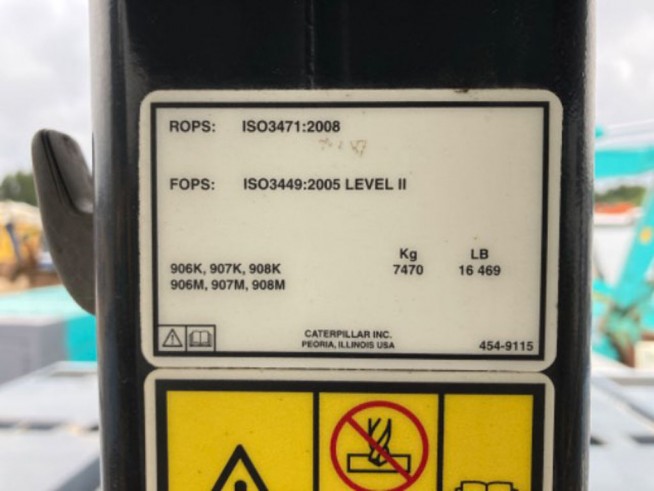 ROPS: ISO3471:2008
FOPS: ISO3449:2005 LEVEL II
Kg LB
906K, 907K, 908K 7470 16 469
906M, 907M, 908M
CATERPILLAR INC.
PEORIA, ILLINOIS USA
454-9115